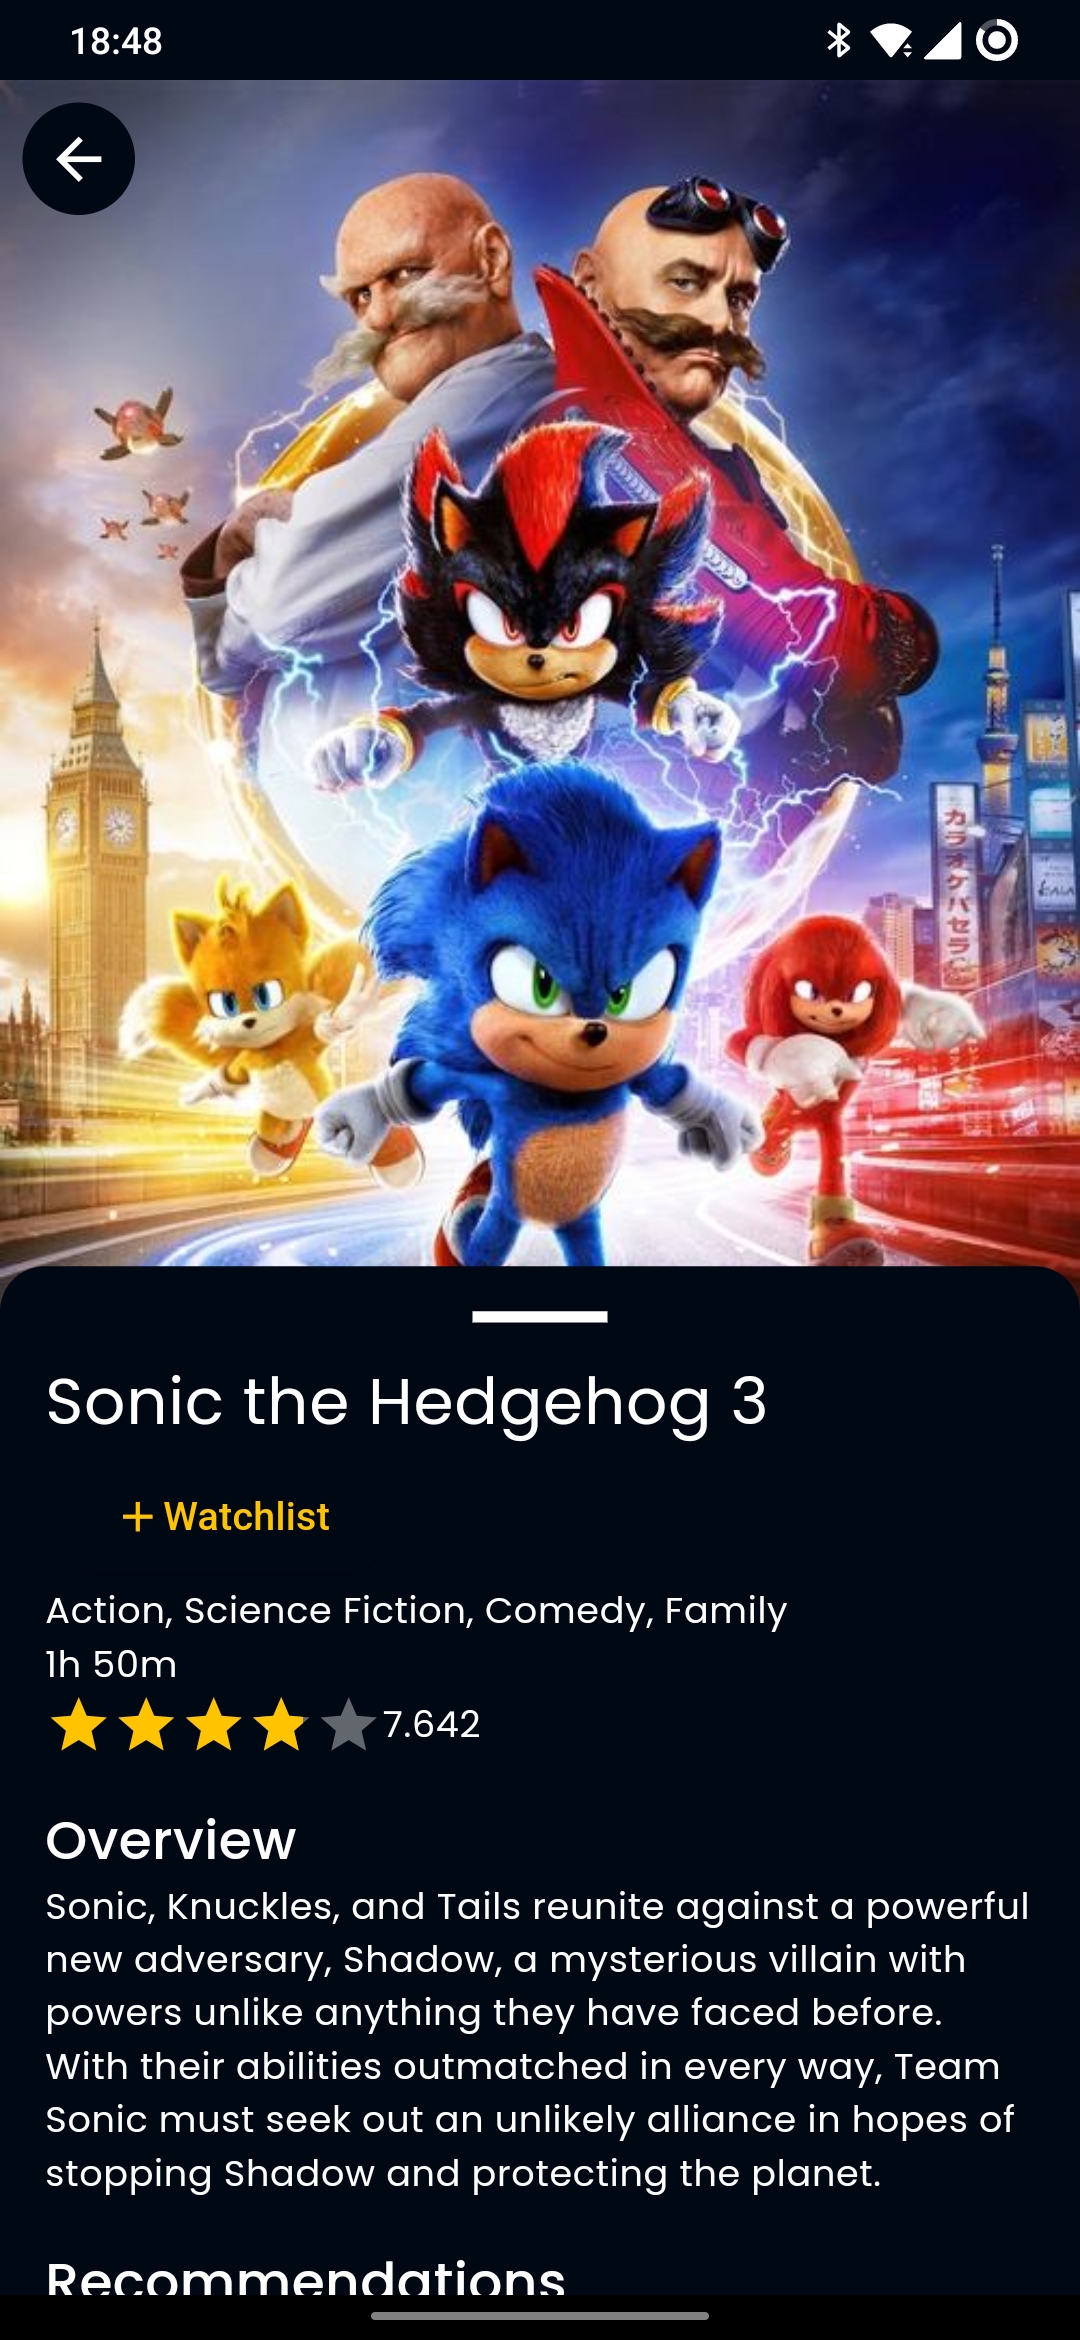 18:48
カラオケパセラ
Sonic the Hedgehog 3
+ Watchlist
Action, Science Fiction, Comedy, Family
1h 50m
7.642
Overview
Sonic, Knuckles, and Tails reunite against a powerful
new adversary, Shadow, a mysterious villain with
powers unlike anything they have faced before.
With their abilities outmatched in every way, Team
Sonic must seek out an unlikely alliance in hopes of
stopping Shadow and protecting the planet.
Recommendations